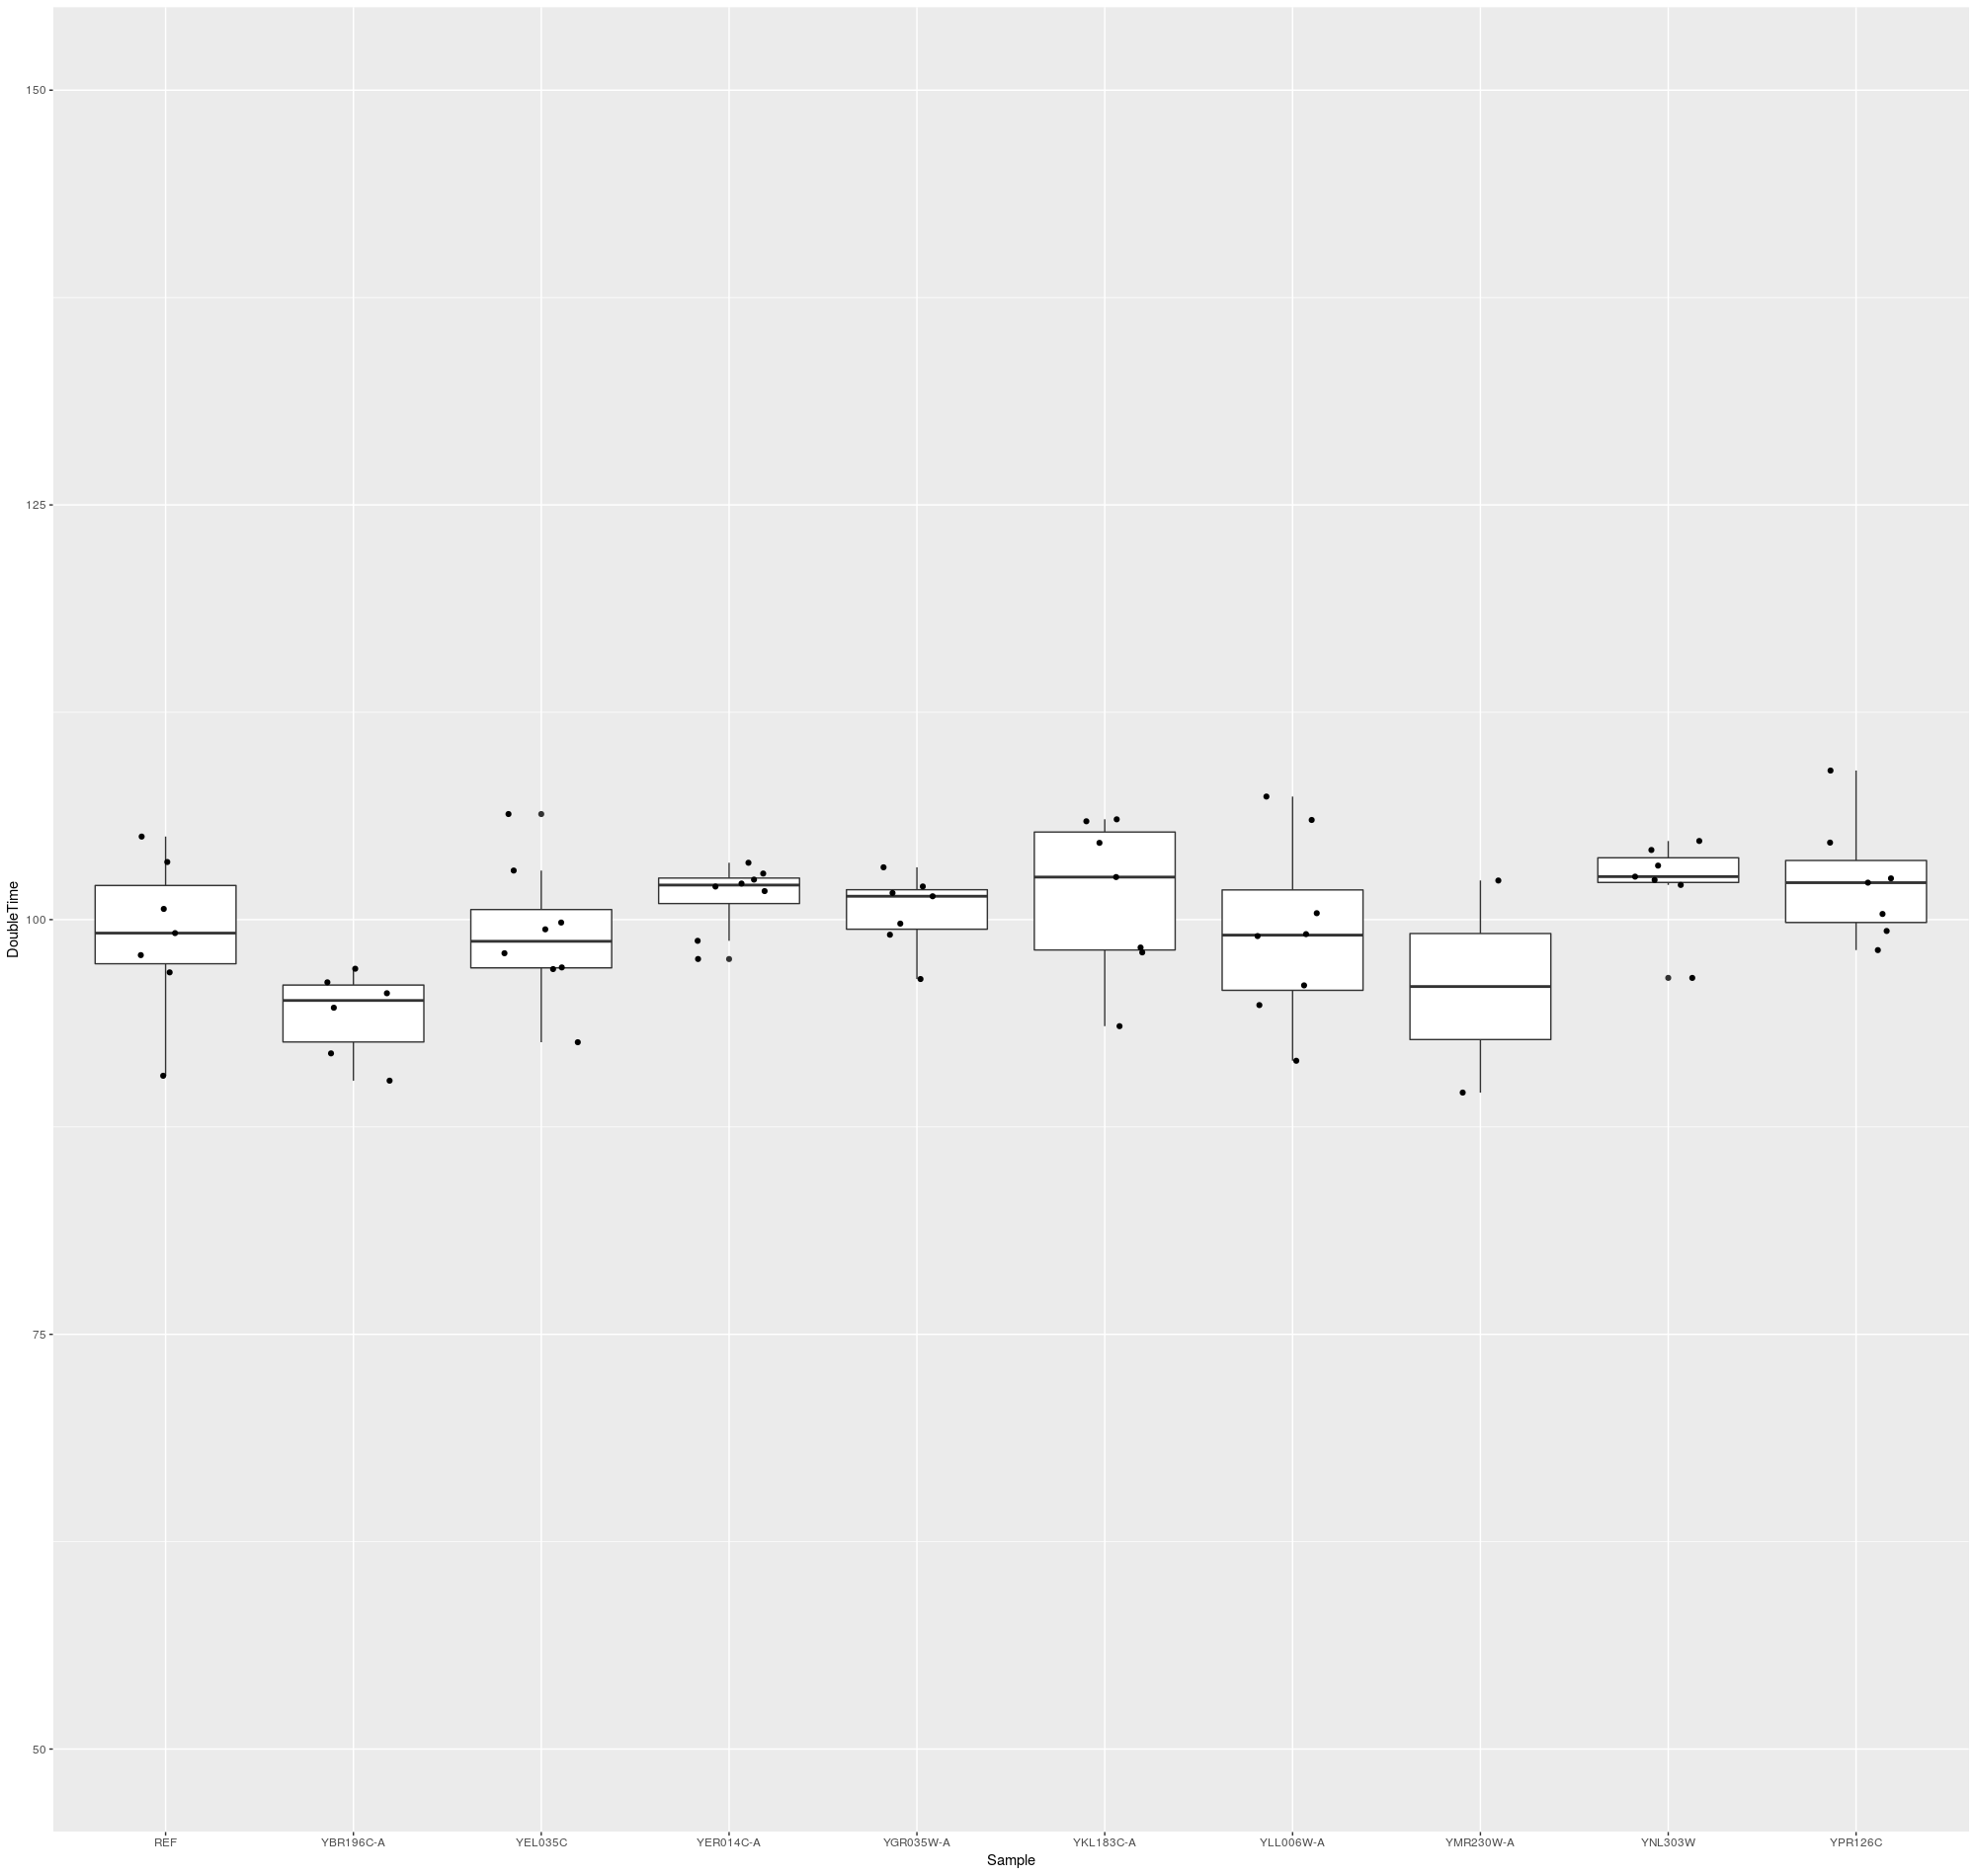 DoubleTime
150
125
100
75
50
REF YBR196C-A YEL035C YER014C-A YGR035W-A YKL183C-A YLL006W-A YMR230W-A YNL303W YPR126C
Sample